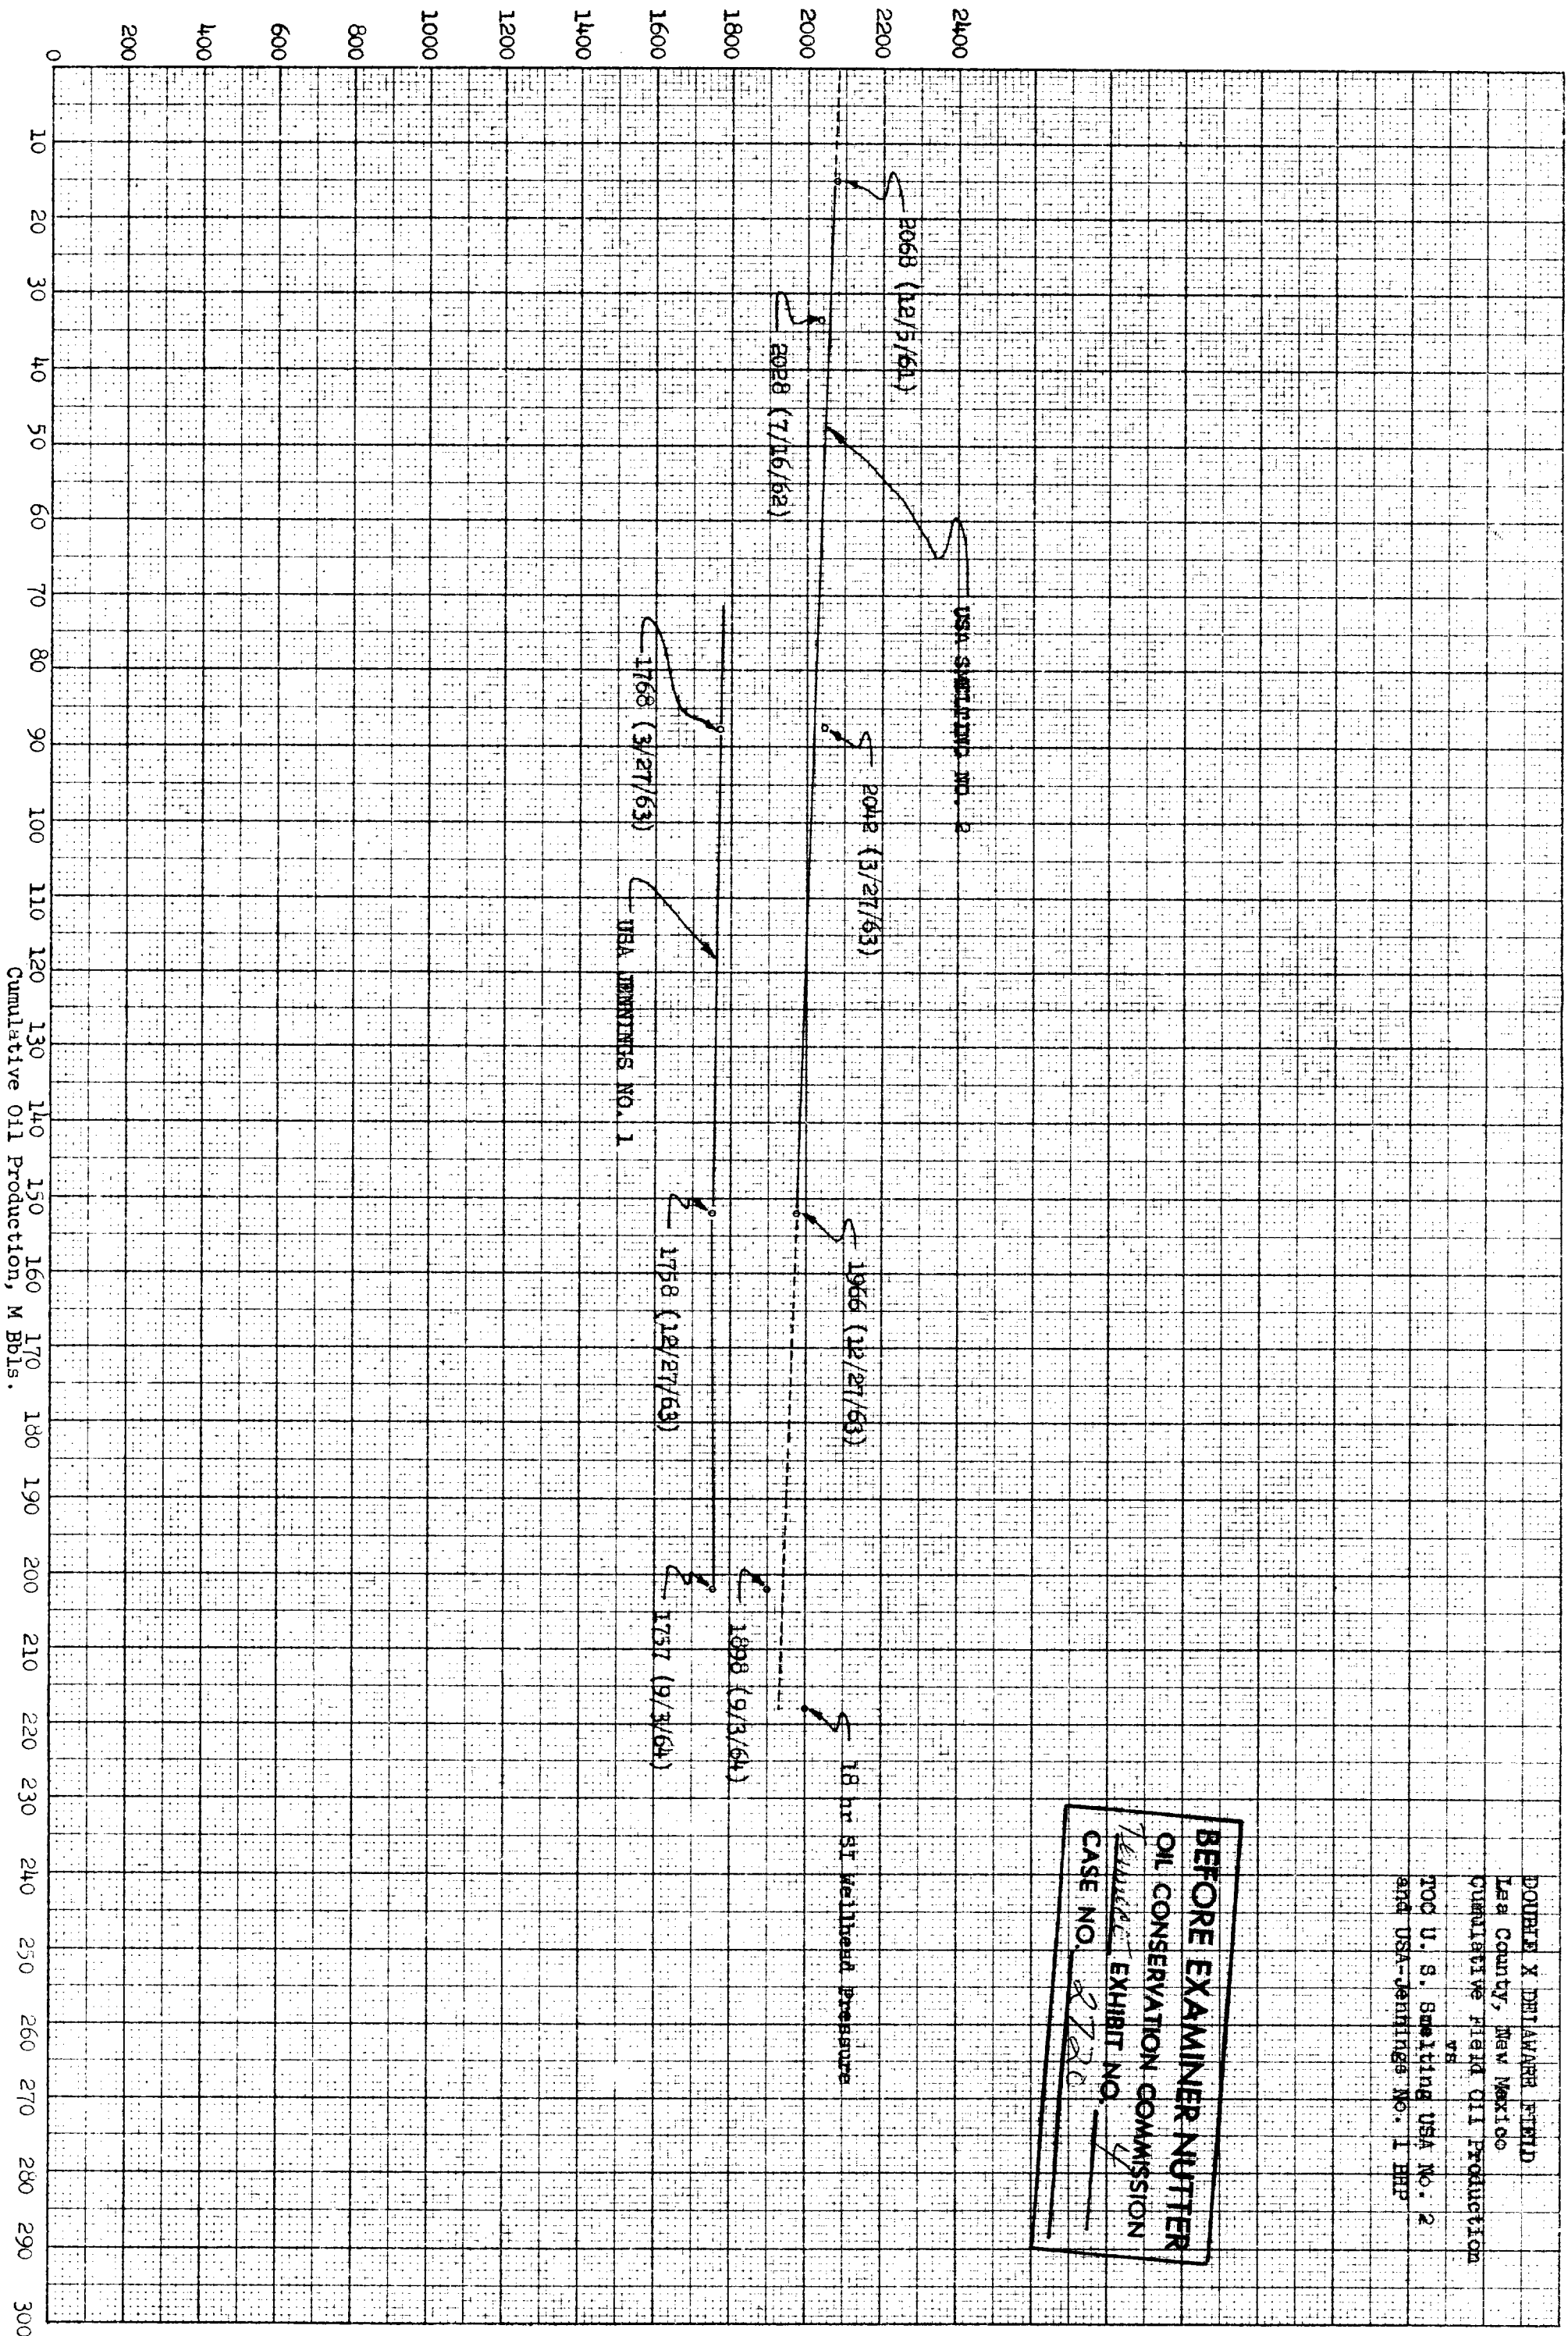 DOUBLE X DELAWARE FIELD
Lea County, New Mexico
Cumulative Field Oil Production
vs
TOC U. S. Smelting USA No. 2
and USA-Jennings No. 1 BHP
BEFORE EXAMINER NUTTER
OIL CONSERVATION COMMISSION
EXHIBIT NO. 4
CASE NO.
2400
2200
2000
1800
1600
1400
1200
1000
800
600
400
200
0
USA SMELTING NO. 2
2068 (12/5/61)
2028 (7/16/62)
2042 (3/27/63)
1966 (12/27/63)
18 hr SI Wellhead Pressure
1898 (9/3/64)
1768 (3/27/63)
USA JENNINGS NO. 1
1758 (12/27/63)
1757 (9/3/64)
10 20 30 40 50 60 70 80 90 100 110 120 130 140 150 160 170 180 190 200 210 220 230 240 250 260 270 280 290 300
Cumulative Oil Production, M Bbls.